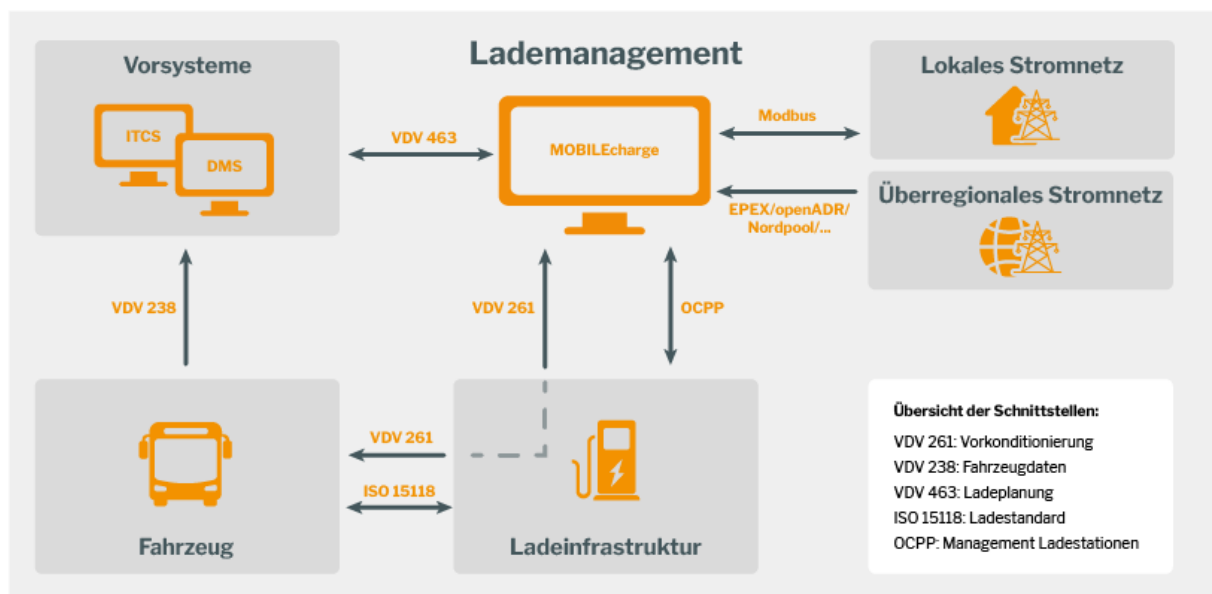 Lademanagement
Vorsysteme
ITCS
DMS
VDV 463
MOBILEcharge
Modbus
Lokales Stromnetz
EPEX/openADR/
Nordpool/...
Überregionales Stromnetz
VDV 238
VDV 261
OCPP
Fahrzeug
VDV 261
ISO 15118
Ladeinfrastruktur
Übersicht der Schnittstellen:
VDV 261: Vorkonditionierung
VDV 238: Fahrzeugdaten
VDV 463: Ladeplanung
ISO 15118: Ladestandard
OCPP: Management Ladestationen